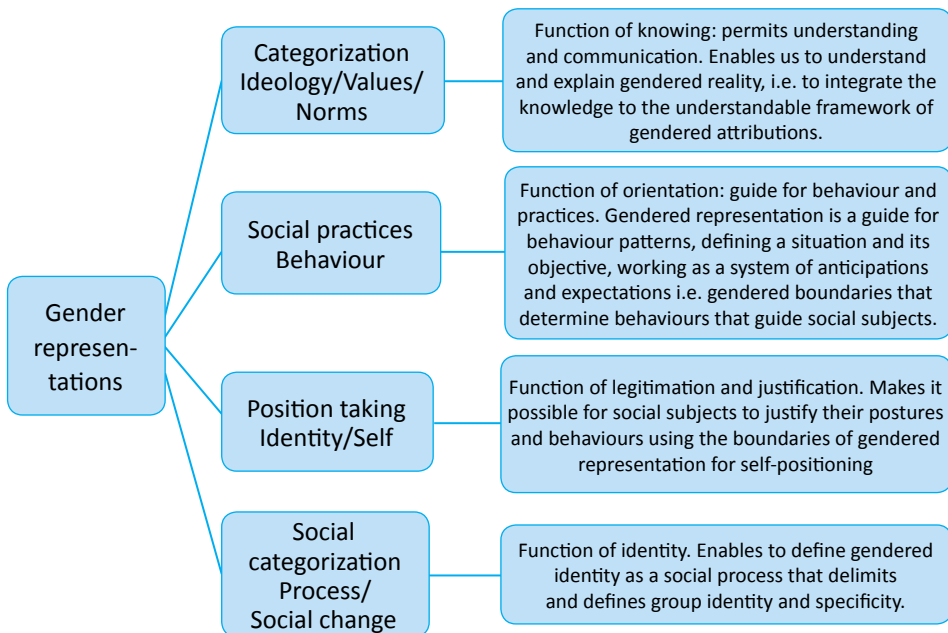 Gender
represen-
tations
Categorization
Ideology/Values/
Norms
Function of knowing: permits understanding
and communication. Enables us to understand
and explain gendered reality, i.e. to integrate the
knowledge to the understandable framework of
gendered attributions.
Social practices
Behaviour
Function of orientation: guide for behaviour and
practices. Gendered representation is a guide for
behaviour patterns, defining a situation and its
objective, working as a system of anticipations
and expectations i.e. gendered boundaries that
determine behaviours that guide social subjects.
Position taking
Identity/Self
Function of legitimation and justification. Makes it
possible for social subjects to justify their postures
and behaviours using the boundaries of gendered
representation for self-positioning
Social
categorization
Process/
Social change
Function of identity. Enables to define gendered
identity as a social process that delimits
and defines group identity and specificity.